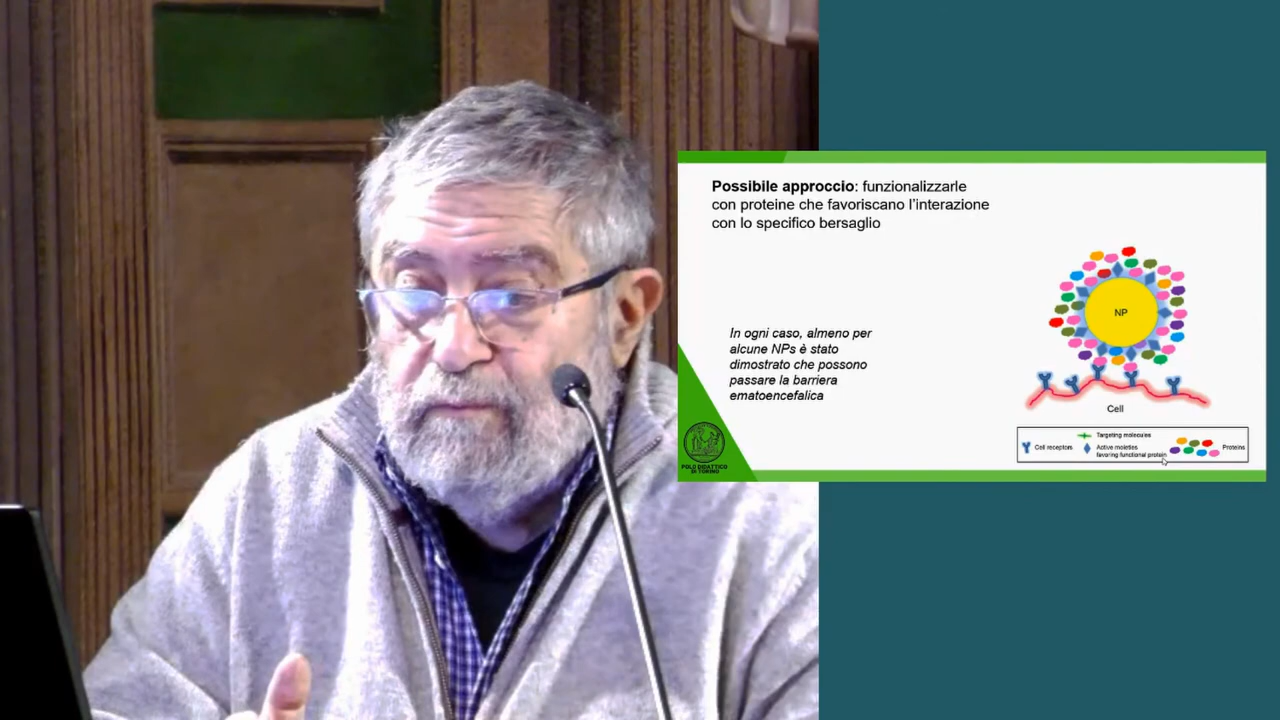 Possibile approccio: funzionalizzarle
con proteine che favoriscano l'interazione
con lo specifico bersaglio
In ogni caso, almeno per
alcune NPs è stato
dimostrato che possono
passare la barriera
ematoencefalica
NP
Cell
Cell receptors
Targeting molecules
Active moieties
favoring functional protein
Proteins
POLO DIDATTICO
DI TORINO